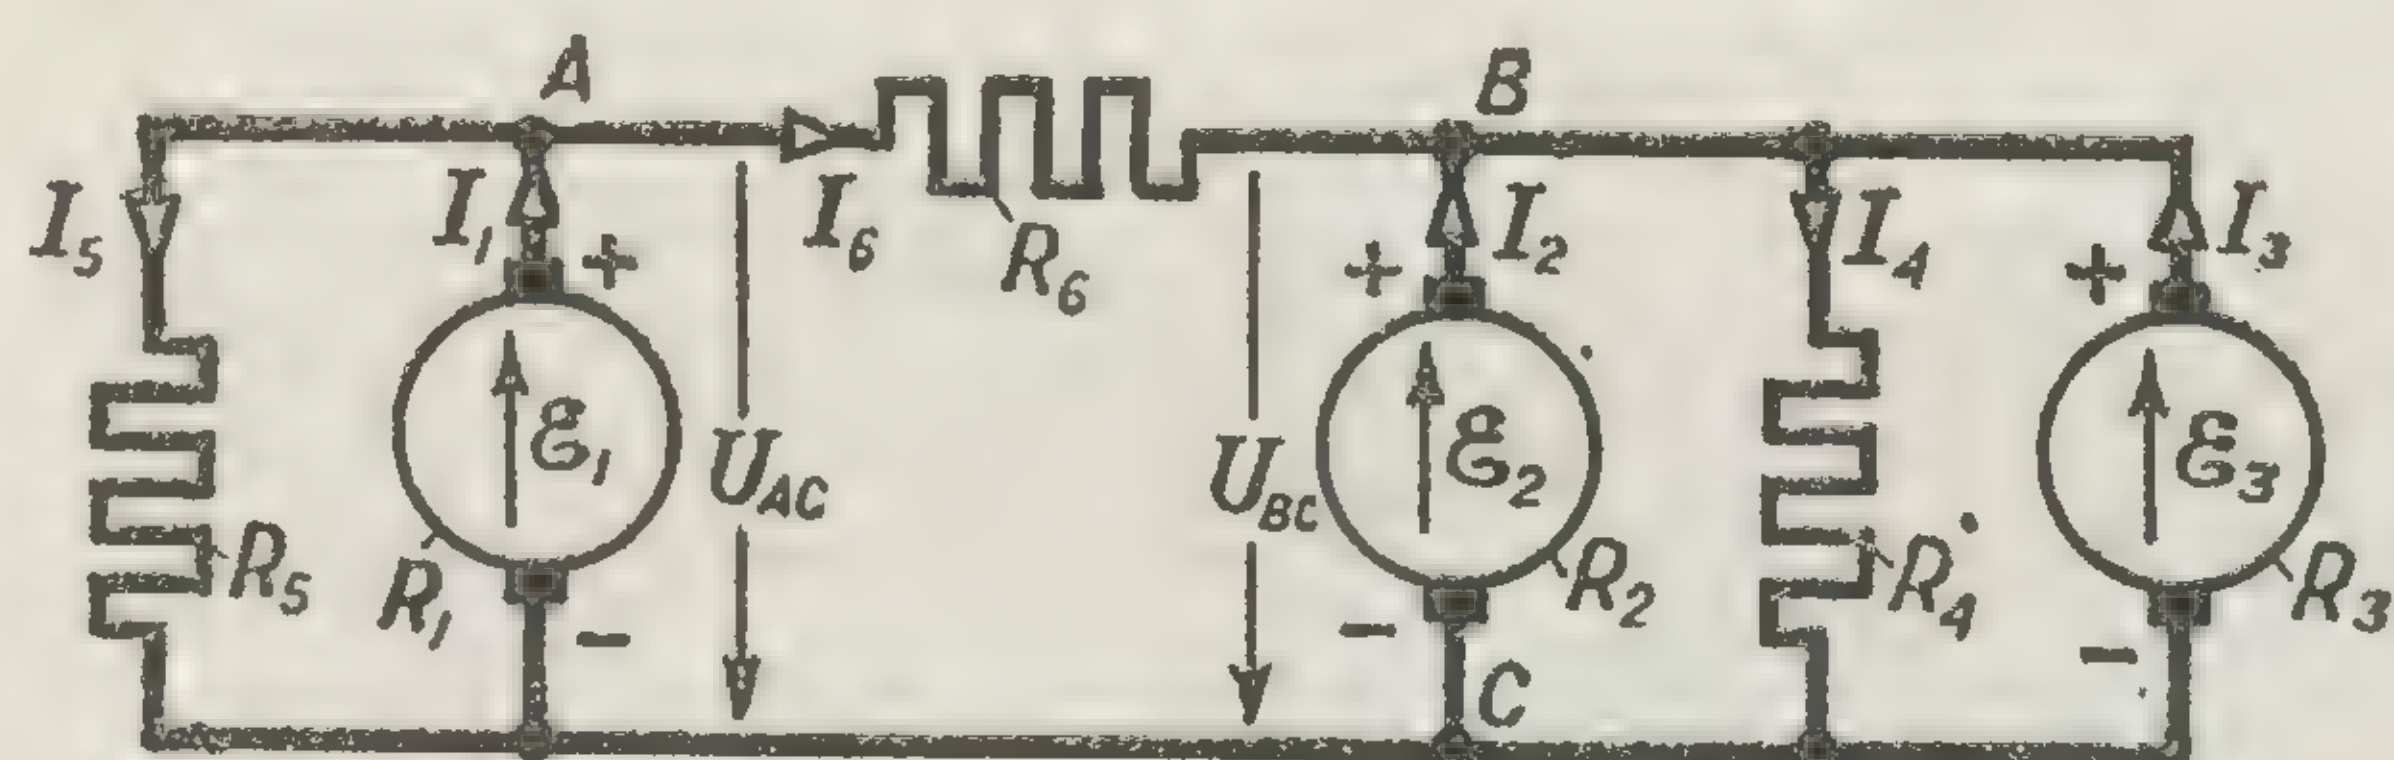 A
B
I₅
I₁
+
I₆
R₆
+
I₂
I₄
+
I₃
ℰ₁
U_AC
U_BC
ℰ₂
ℰ₃
R₅
R₁
−
−
R₂
R₄
−
R₃
C